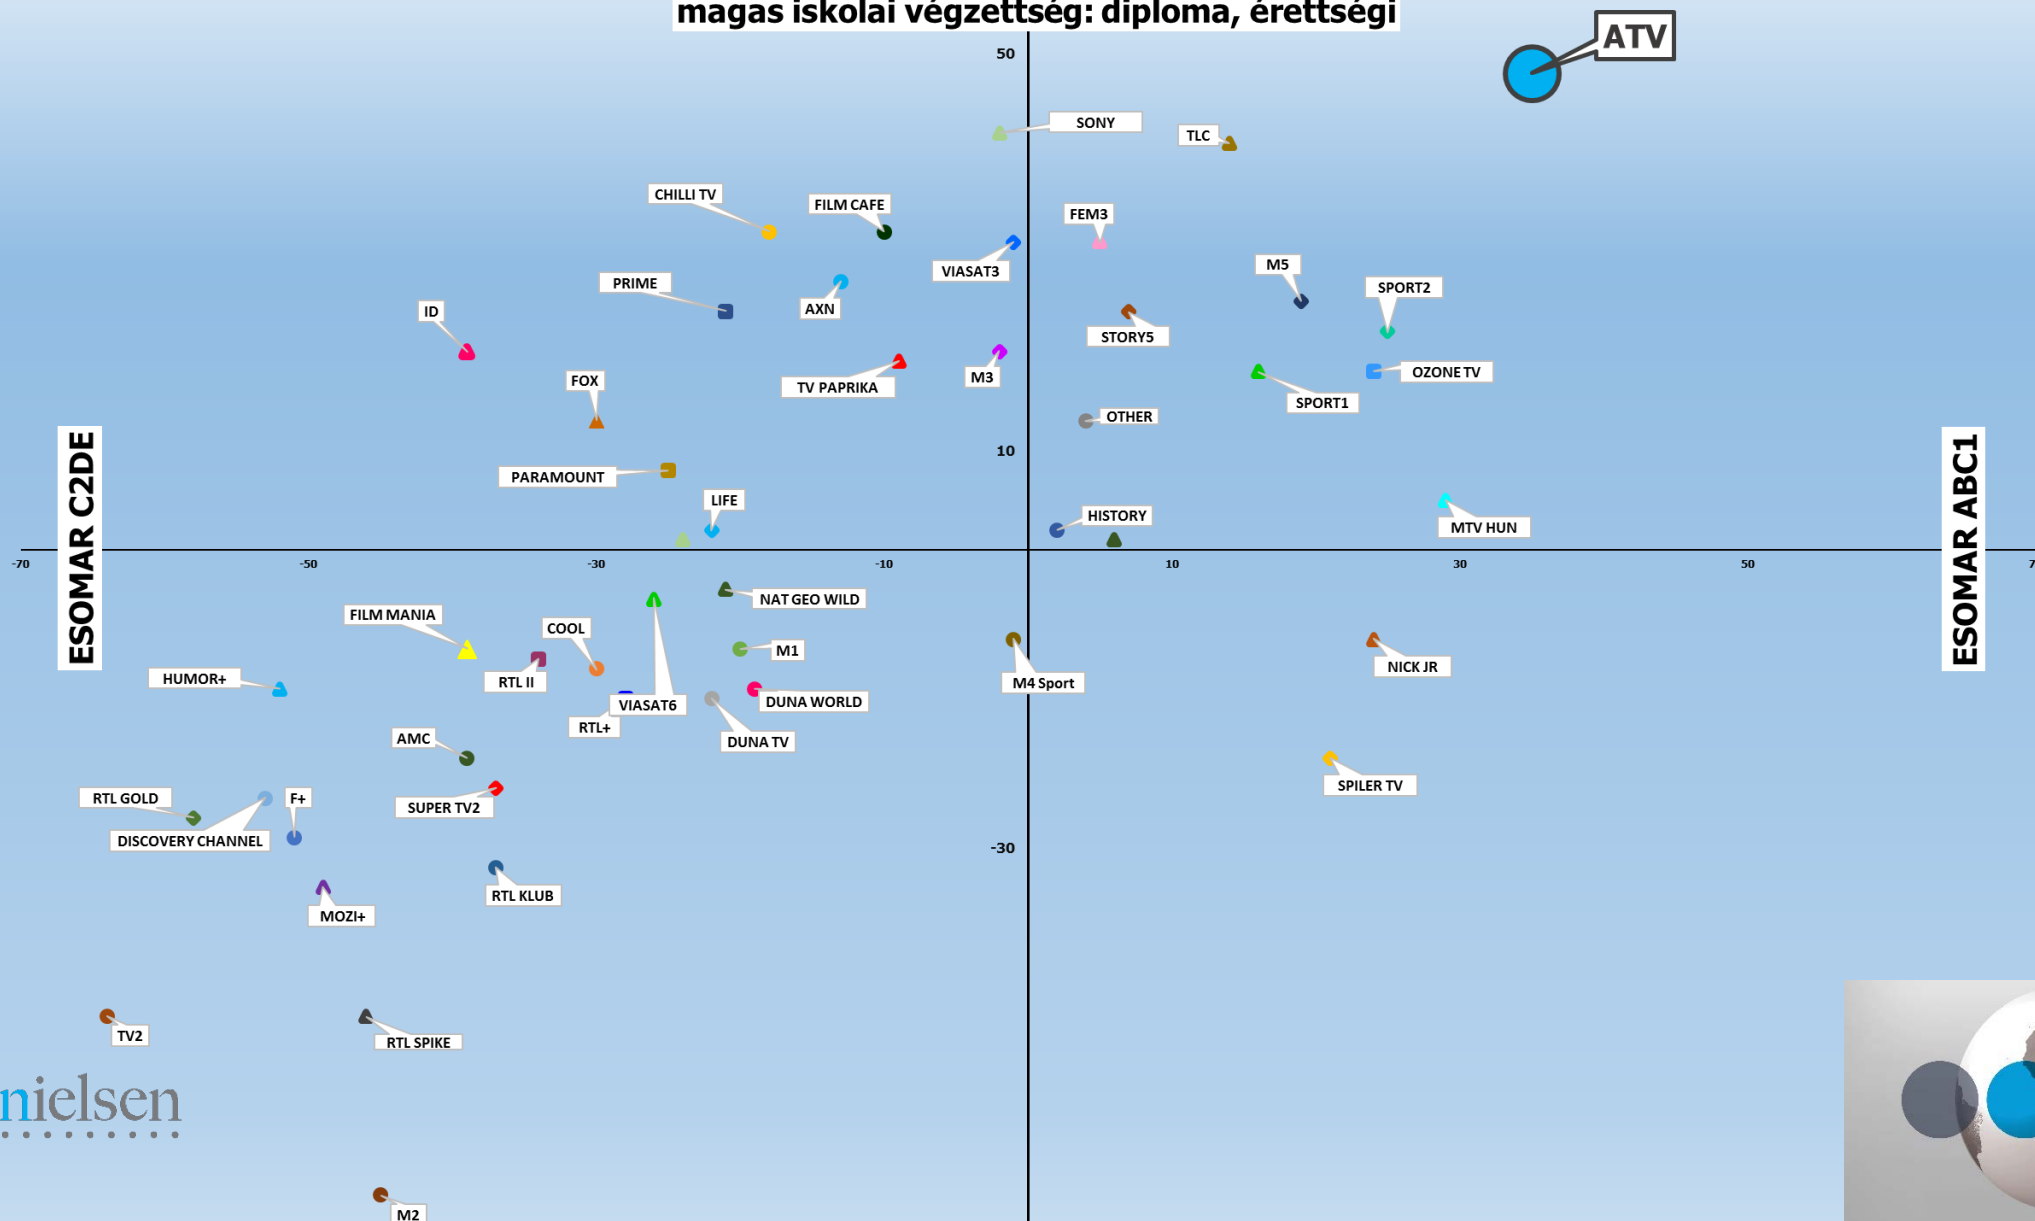 magas iskolai végzettség: diploma, érettségi
ATV
50
SONY
TLC
CHILLI TV
FILM CAFE
FEM3
VIASAT3
M5
PRIME
SPORT2
AXN
ID
STORY5
OZONE TV
M3
FOX
TV PAPRIKA
SPORT1
OTHER
10
PARAMOUNT
LIFE
HISTORY
MTV HUN
ESOMAR C2DE
ESOMAR ABC1
-70
-50
-30
-10
10
30
50
7
NAT GEO WILD
FILM MANIA
COOL
M1
NICK JR
HUMOR+
RTL II
M4 Sport
DUNA WORLD
VIASAT6
RTL+
AMC
DUNA TV
SPILER TV
RTL GOLD
F+
SUPER TV2
DISCOVERY CHANNEL
-30
RTL KLUB
MOZI+
TV2
RTL SPIKE
nielsen
M2